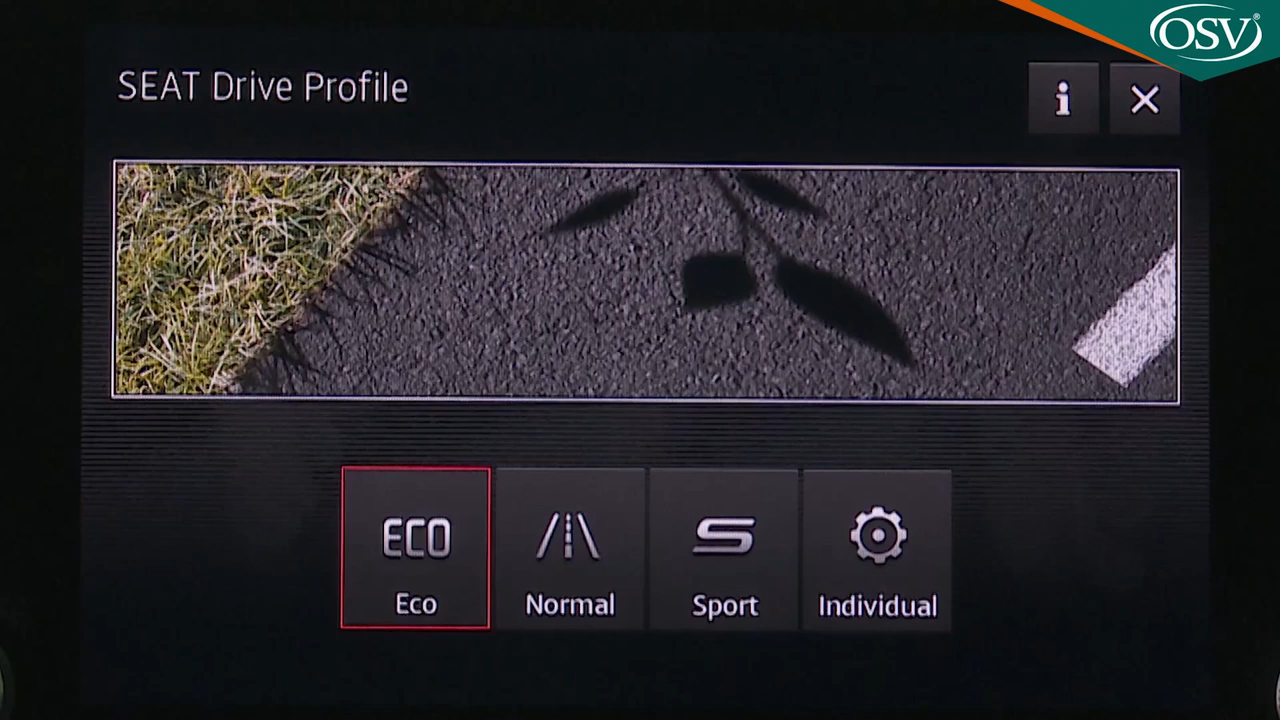 OSV®
SEAT Drive Profile
i
ECO
S
Eco
Normal
Sport
Individual